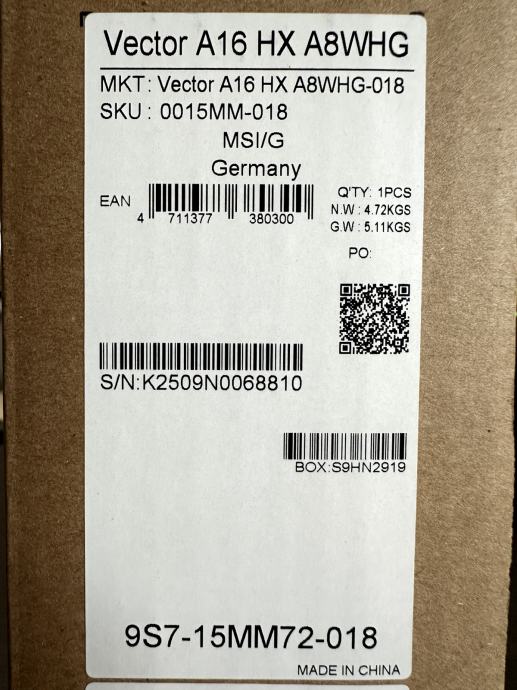 Vector A16 HX A8WHG
MKT: Vector A16 HX A8WHG-018
SKU : 0015MM-018
MSI/G
Germany
EAN
4 711377 380300
Q'TY: 1PCS
N.W : 4.72KGS
G.W : 5.11KGS
PO:
S/N:K2509N0068810
BOX:S9HN2919
9S7-15MM72-018
MADE IN CHINA